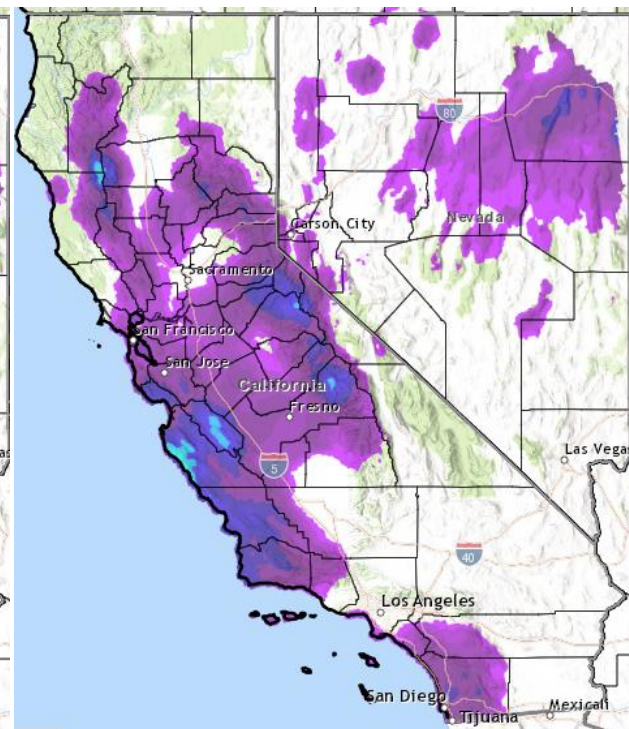 80
Nevada
Carson City
Sacramento
San Francisco
San Jose
California
Fresno
5
Las Vegas
40
Los Angeles
San Diego
Tijuana
Mexicali